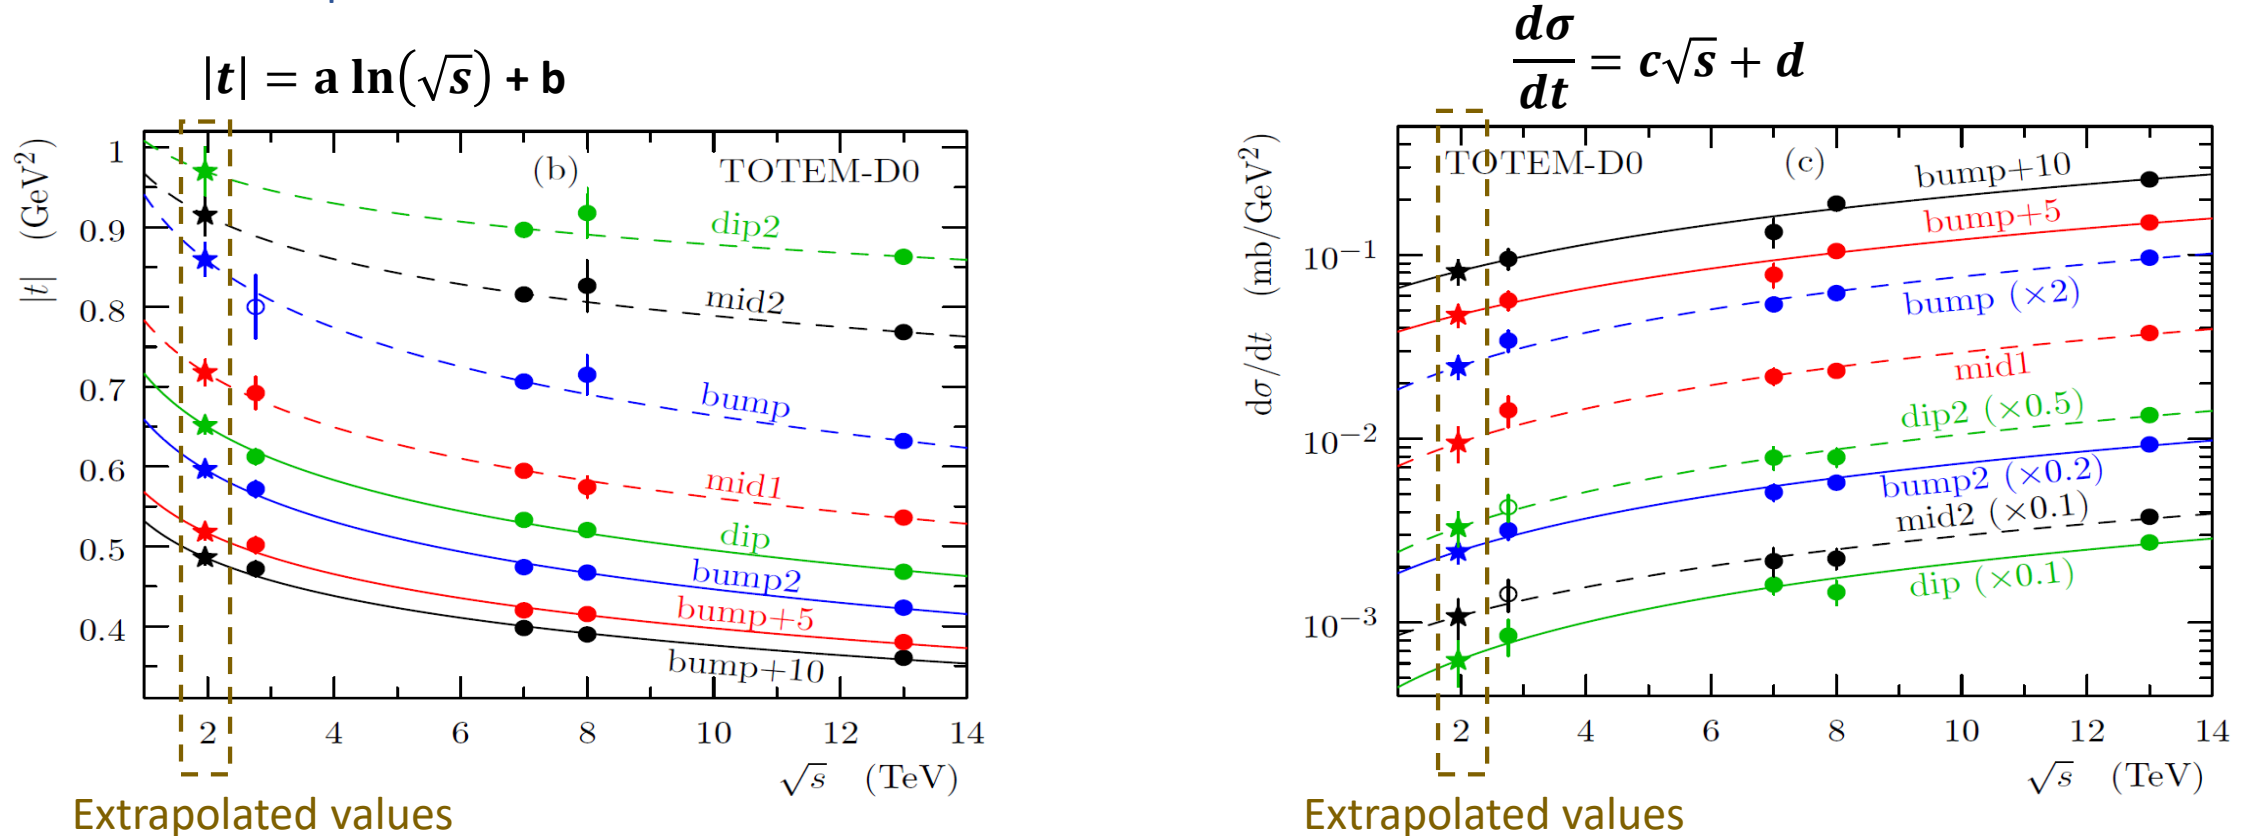 |t| = a ln(√s) + b
dσ/dt = c√s + d
|t| (GeV²)
1
0.9
0.8
0.7
0.6
0.5
0.4
(b) TOTEM-D0
dip2
mid2
bump
mid1
dip
bump2
bump+5
bump+10
2 4 6 8 10 12 14
√s (TeV)
Extrapolated values
dσ/dt (mb/GeV²)
10⁻¹
10⁻²
10⁻³
TOTEM-D0 (c)
bump+10
bump+5
bump (×2)
mid1
dip2 (×0.5)
bump2 (×0.2)
mid2 (×0.1)
dip (×0.1)
2 4 6 8 10 12 14
√s (TeV)
Extrapolated values